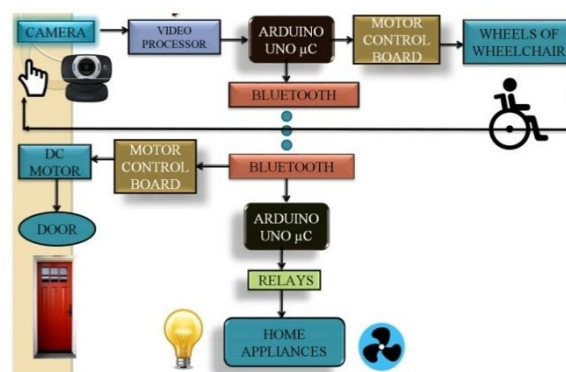 CAMERA
VIDEO
PROCESSOR
ARDUINO
UNO µC
MOTOR
CONTROL
BOARD
WHEELS OF
WHEELCHAIR
BLUETOOTH
DC
MOTOR
MOTOR
CONTROL
BOARD
BLUETOOTH
DOOR
ARDUINO
UNO µC
RELAYS
HOME
APPLIANCES